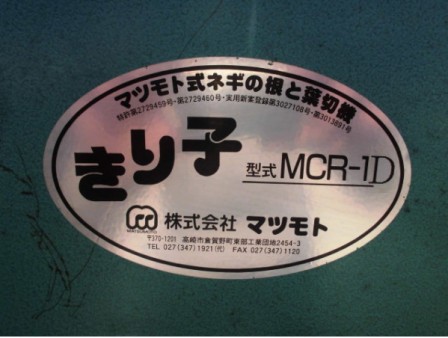 マツモト式ネギの根と葉切機
特許第2729459号・第2729460号・実用新案登録第3027108号・第3013891号
きり子
型式 MCR-1D
MATSUMOTO
株式会社 マツモト
〒370-1201 高崎市倉賀野町東部工業団地2454-3
TEL 027(347)1921(代) FAX 027(347)1120